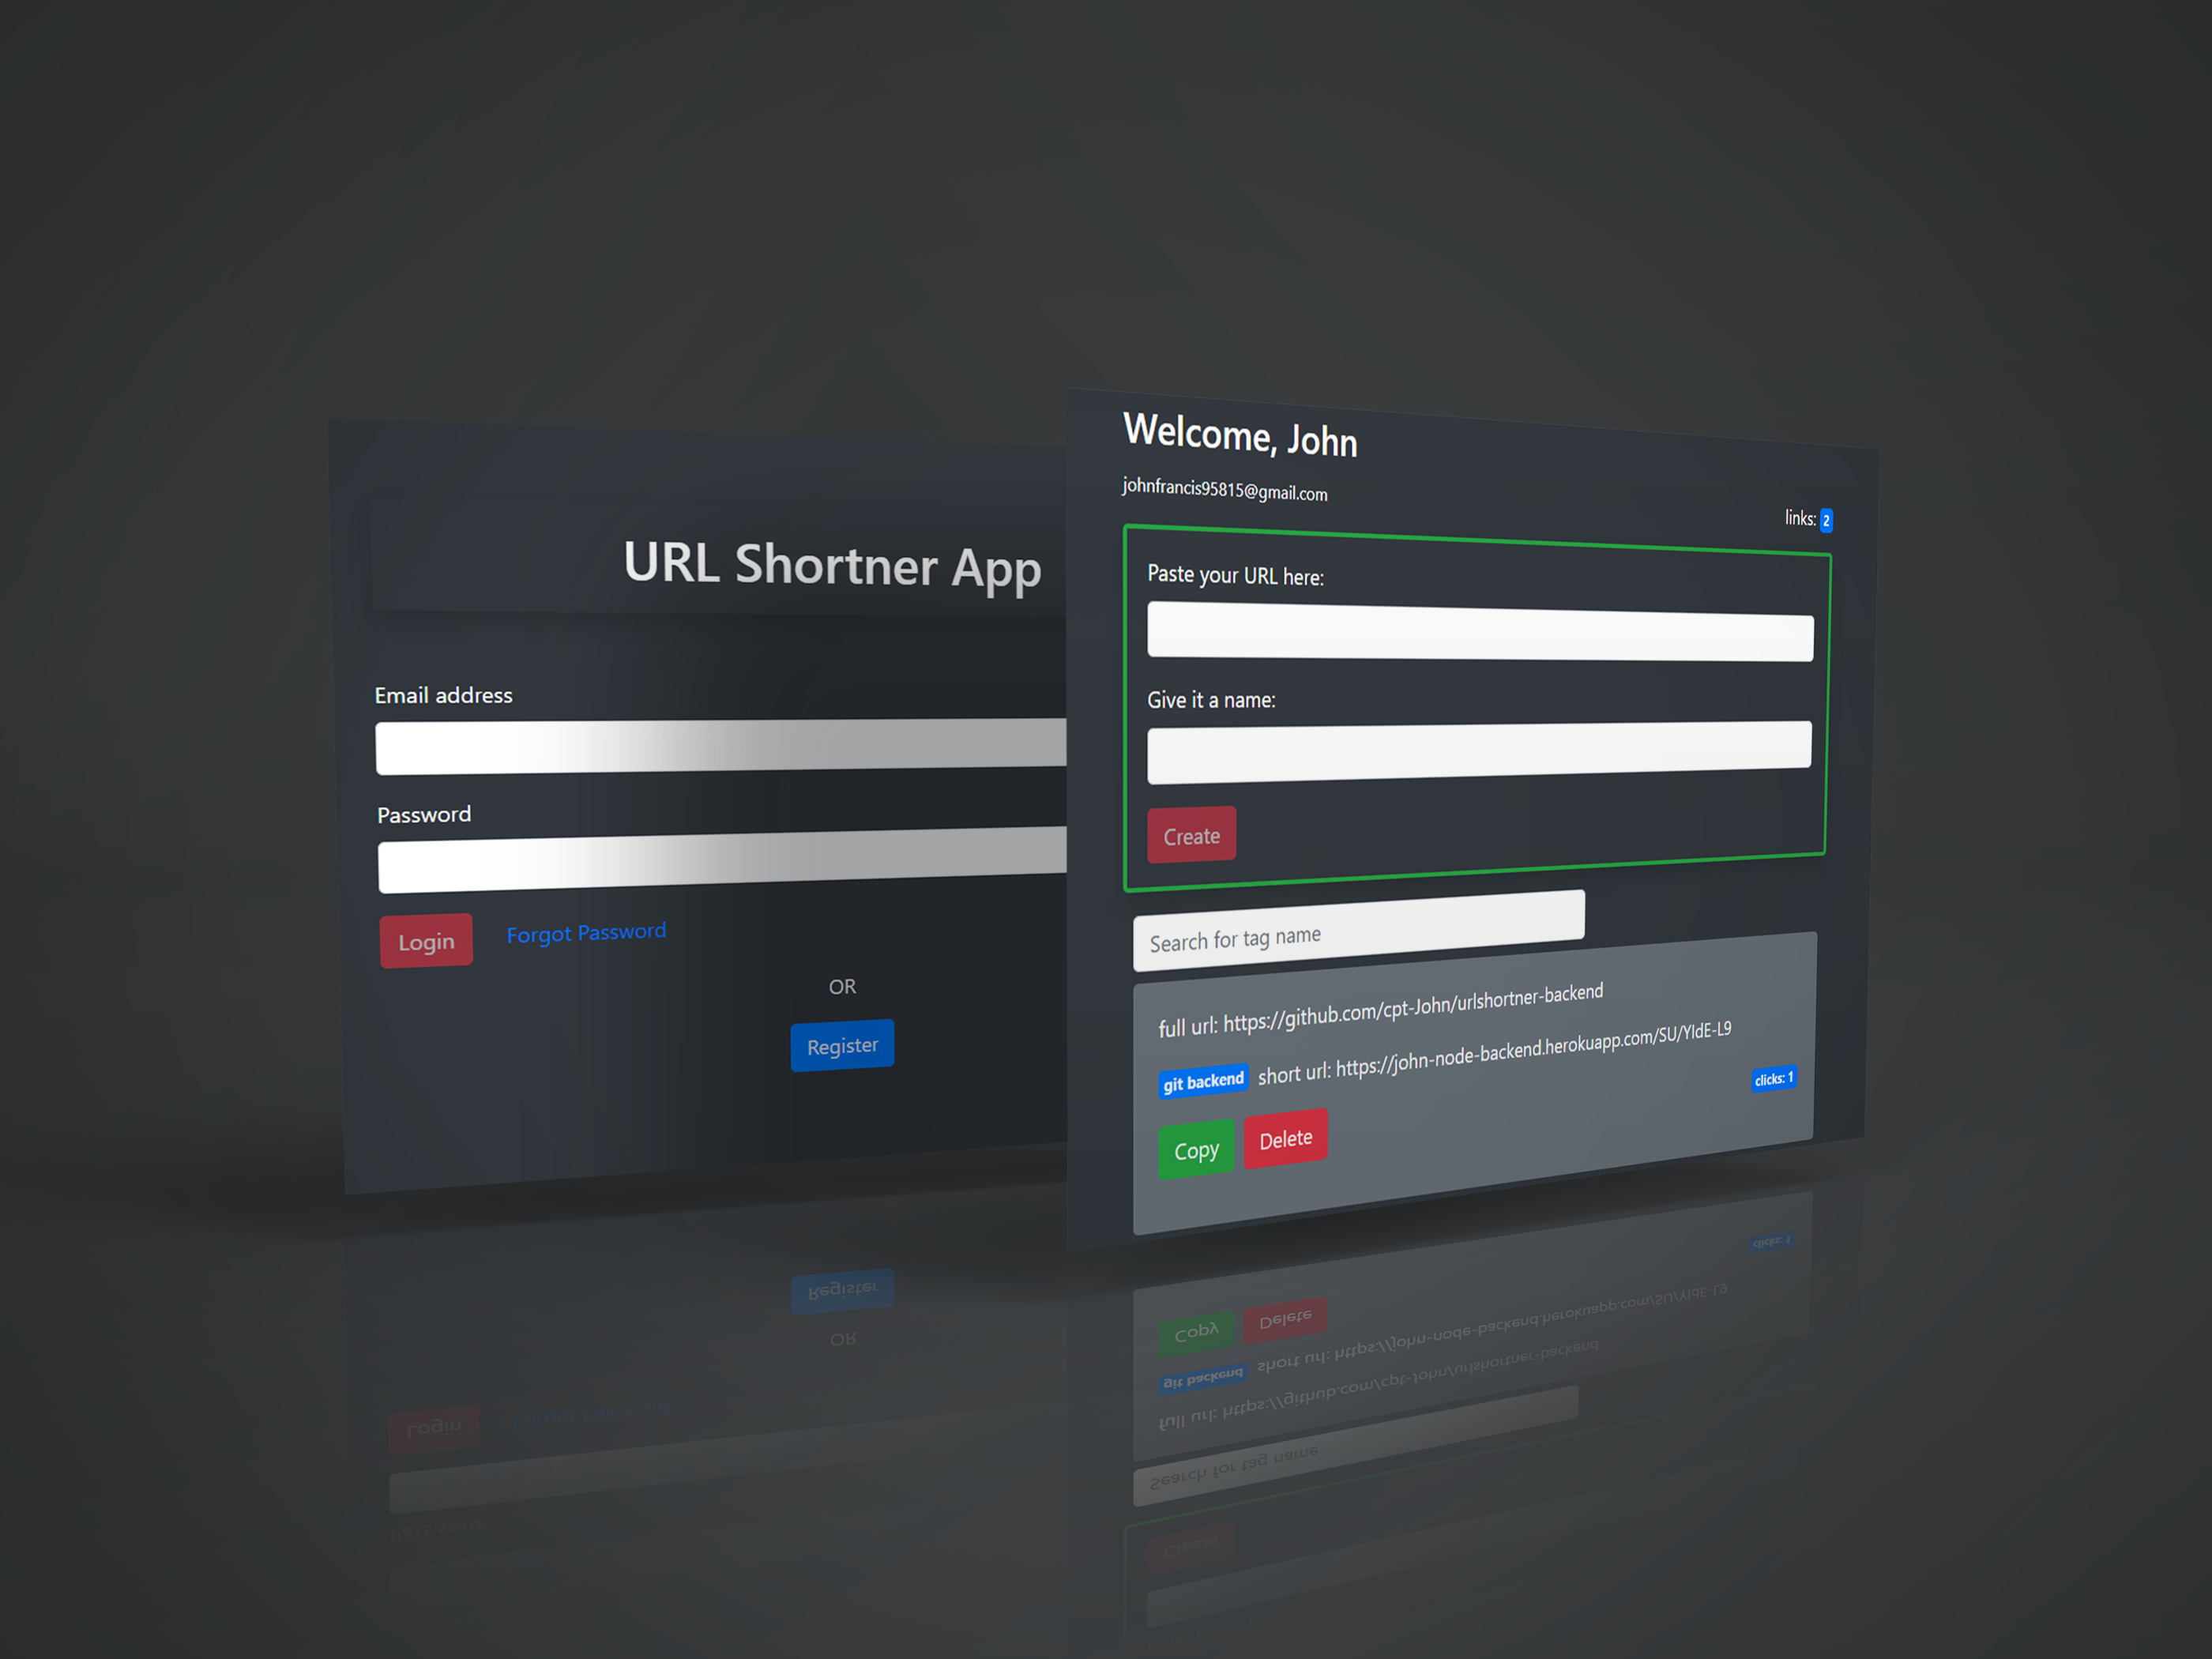 URL Shortner App
Email address
Password
Login
Forgot Password
OR
Register
Welcome, John
johnfrancis95815@gmail.com
links: 2
Paste your URL here:
Give it a name:
Create
Search for tag name
full url: https://github.com/cpt-John/urlshortner-backend
git backend short url: https://john-node-backend.herokuapp.com/SU/YIdE-L9
clicks: 1
Copy
Delete